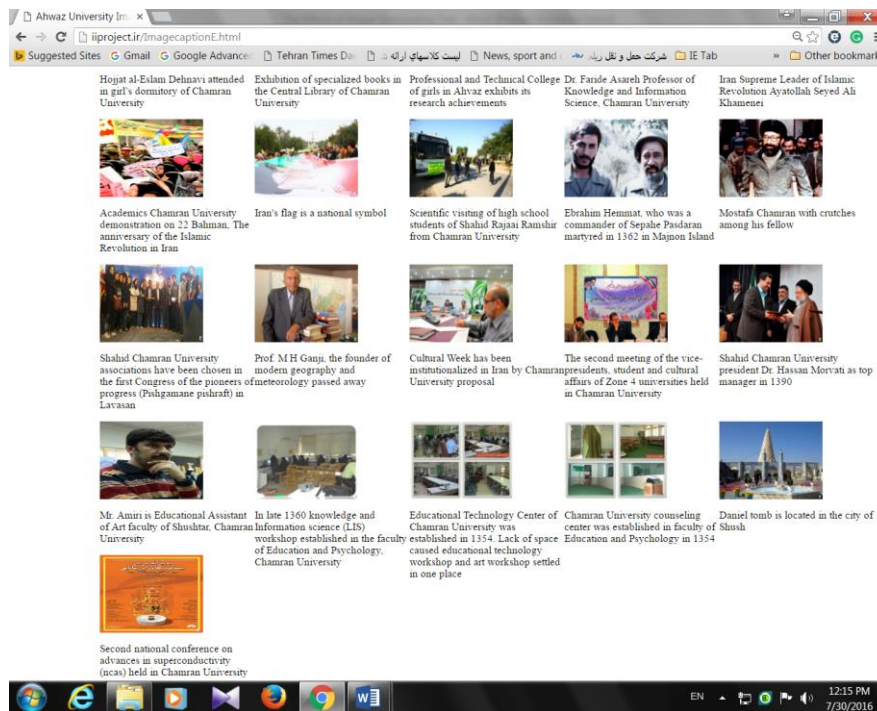 Ahwaz University Im
iiproject.ir/ImagecaptionE.html
Suggested Sites G Gmail G Google Advance Tehran Times Da لیست کلاسهای ارائه News, sport and شرکت حمل و نقل ریلی IE Tab » Other bookmark
Hojjat al-Eslam Dehnavi attended
in girl's dormitory of Chamran
University
Exhibition of specialized books in
the Central Library of Chamran
University
Professional and Technical College
of girls in Ahvaz exhibits its
research achievements
Dr. Faride Asareh Professor of
Knowledge and Information
Science, Chamran University
Iran Supreme Leader of Islamic
Revolution Ayatollah Seyed Ali
Khamenei
Academics Chamran University
demonstration on 22 Bahman, The
anniversary of the Islamic
Revolution in Iran
Iran's flag is a national symbol
Scientific visiting of high school
students of Shahid Rajaai Ramshir
from Chamran University
Ebrahim Hemmat, who was a
commander of Sepahe Pasdaran
martyred in 1362 in Majnon Island
Mostafa Chamran with crutches
among his fellow
Shahid Chamran University
associations have been chosen in
the first Congress of the pioneers of
progress (Pishgamane pishraft) in
Lavasan
Prof. M H Ganji, the founder of
modern geography and
meteorology passed away
Cultural Week has been
institutionalized in Iran by Chamran
University proposal
The second meeting of the vice-
presidents, student and cultural
affairs of Zone 4 universities held
in Chamran University
Shahid Chamran University
president Dr. Hassan Morvati as top
manager in 1390
Mr. Amiri is Educational Assistant
of Art faculty of Shushtar, Chamran
University
In late 1360 knowledge and
Information science (LIS)
workshop established in the faculty
of Education and Psychology,
Chamran University
Educational Technology Center of
Chamran University was
established in 1354. Lack of space
caused educational technology
workshop and art workshop settled
in one place
Chamran University counseling
center was established in faculty of
Education and Psychology in 1354
Daniel tomb is located in the city of
Shush
Second national conference on
advances in superconductivity
(ncas) held in Chamran University
EN
12:15 PM
7/30/2016